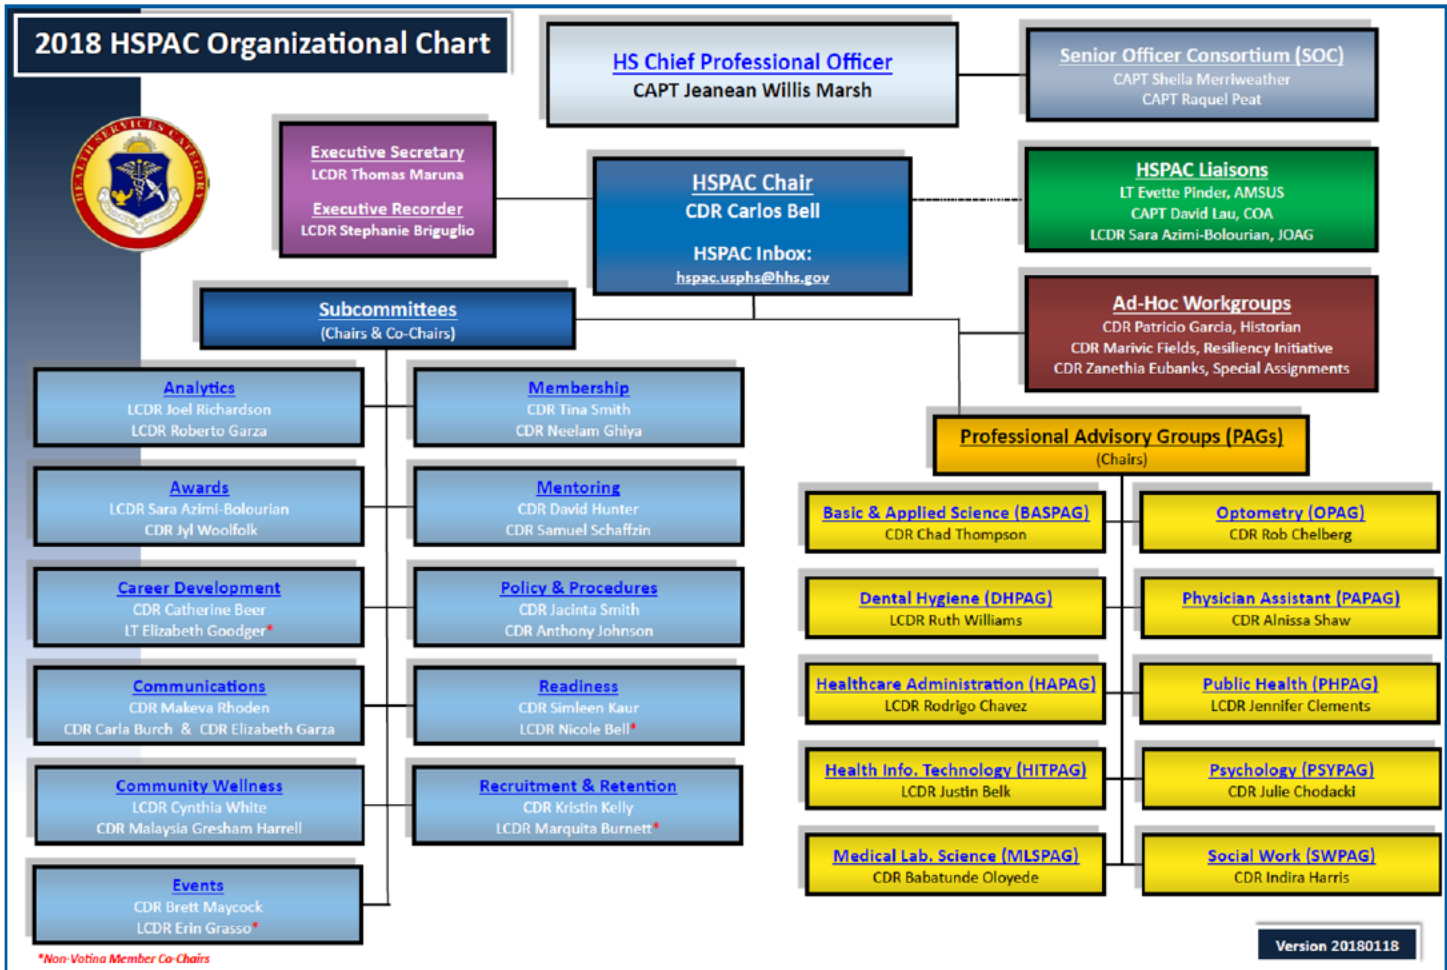 2018 HSPAC Organizational Chart
HS Chief Professional Officer
CAPT Jeanean Willis Marsh
Senior Officer Consortium (SOC)
CAPT Sheila Merriweather
CAPT Raquel Peat
HEALTH SERVICES CATEGORY
Executive Secretary
LCDR Thomas Maruna
Executive Recorder
LCDR Stephanie Briguglio
HSPAC Chair
CDR Carlos Bell
HSPAC Inbox:
hspac.usphs@hhs.gov
HSPAC Liaisons
LT Evette Pinder, AMSUS
CAPT David Lau, COA
LCDR Sara Azimi-Bolourian, JOAG
Ad-Hoc Workgroups
CDR Patricio Garcia, Historian
CDR Marivic Fields, Resiliency Initiative
CDR Zanethia Eubanks, Special Assignments
Subcommittees
(Chairs & Co-Chairs)
Analytics
LCDR Joel Richardson
LCDR Roberto Garza
Membership
CDR Tina Smith
CDR Neelam Ghiya
Awards
LCDR Sara Azimi-Bolourian
CDR Jyl Woolfolk
Mentoring
CDR David Hunter
CDR Samuel Schaffzin
Career Development
CDR Catherine Beer
LT Elizabeth Goodger*
Policy & Procedures
CDR Jacinta Smith
CDR Anthony Johnson
Communications
CDR Makeva Rhoden
CDR Carla Burch & CDR Elizabeth Garza
Readiness
CDR Simleen Kaur
LCDR Nicole Bell*
Community Wellness
LCDR Cynthia White
CDR Malaysia Gresham Harrell
Recruitment & Retention
CDR Kristin Kelly
LCDR Marquita Burnett*
Events
CDR Brett Maycock
LCDR Erin Grasso*
*Non-Voting Member Co-Chairs
Professional Advisory Groups (PAGs)
(Chairs)
Basic & Applied Science (BASPAG)
CDR Chad Thompson
Optometry (OPAG)
CDR Rob Chelberg
Dental Hygiene (DHPAG)
LCDR Ruth Williams
Physician Assistant (PAPAG)
CDR Alnissa Shaw
Healthcare Administration (HAPAG)
LCDR Rodrigo Chavez
Public Health (PHPAG)
LCDR Jennifer Clements
Health Info. Technology (HITPAG)
LCDR Justin Belk
Psychology (PSYPAG)
CDR Julie Chodacki
Medical Lab. Science (MLSPAG)
CDR Babatunde Oloyede
Social Work (SWPAG)
CDR Indira Harris
Version 20180118